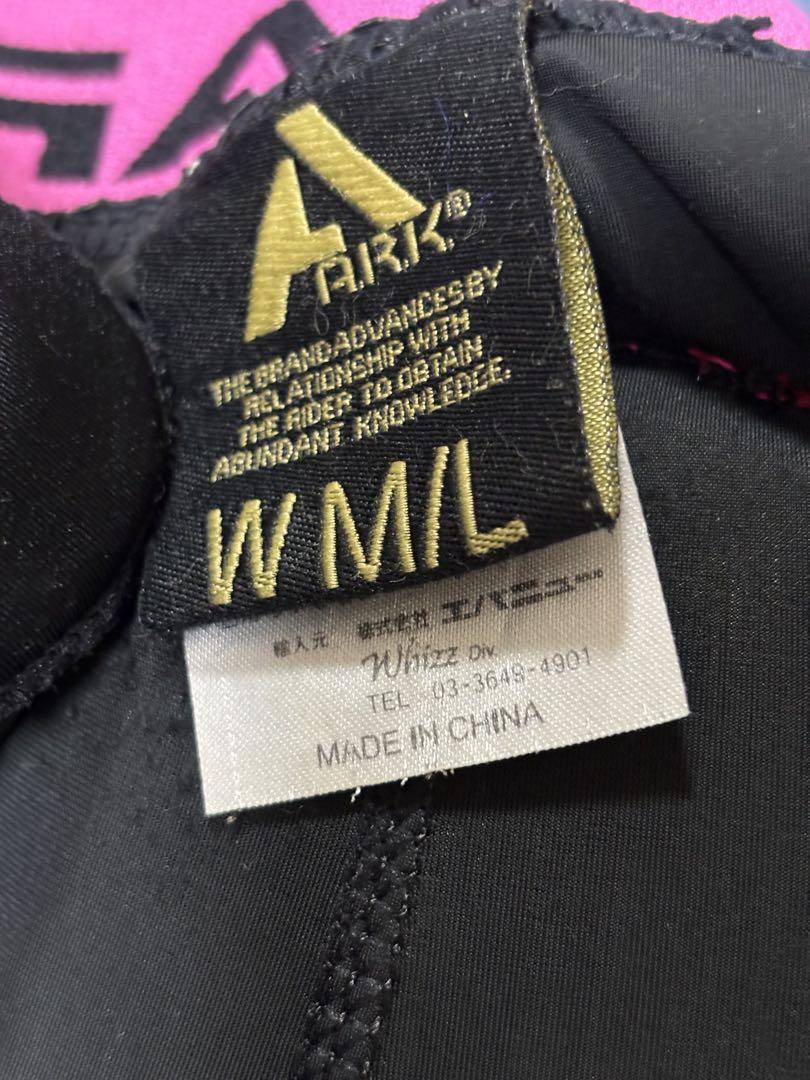 A.R.K.®
THE BRAND ADVANCES BY
RELATIONSHIP WITH
THE RIDER TO OBTAIN
ABUNDANT KNOWLEDGE.
W M/L
輸入元 株式会社 エバニュー
Whizz Div.
TEL 03-3649-4901
MADE IN CHINA